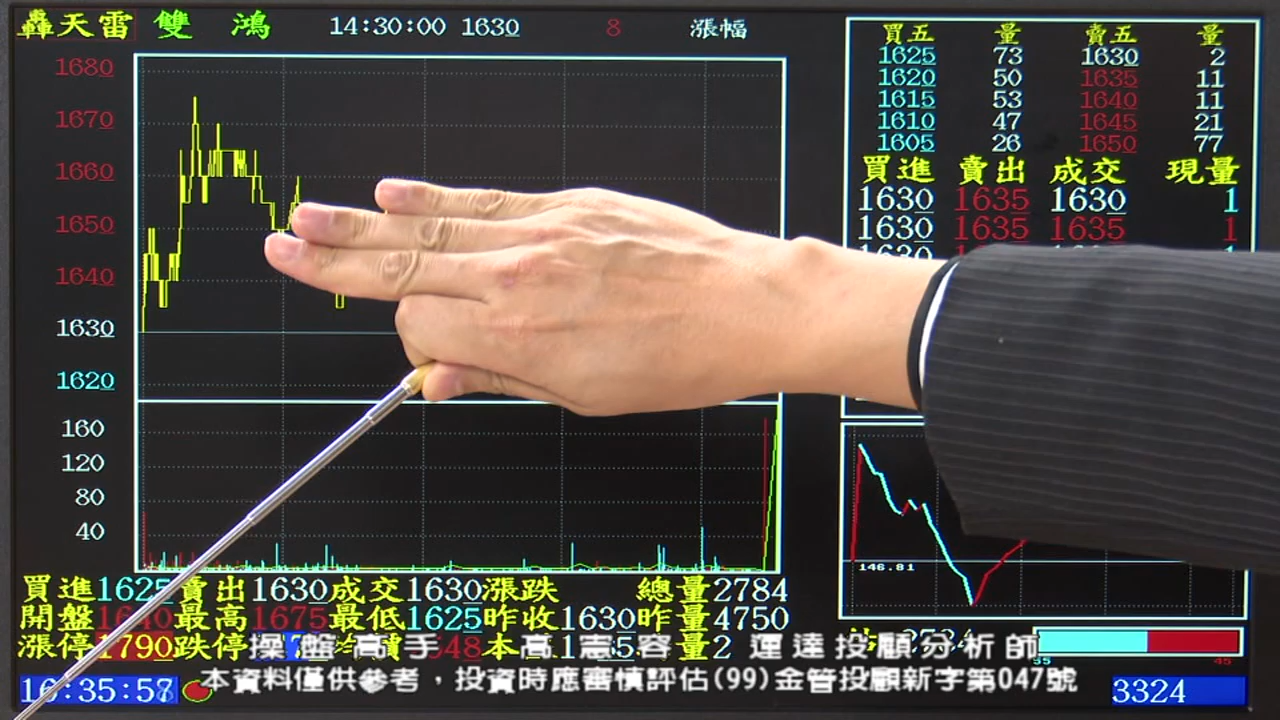 轟天雷 雙鴻 14:30:00 1630 8 漲幅
1680
1670
1660
1650
1640
1630
1620
160
120
80
40
買五 量 賣五 量
1625 73 1630 2
1620 50 1635 11
1615 53 1640 11
1610 47 1645 21
1605 26 1650 77
買進 賣出 成交 現量
1630 1635 1630 1
1630 1635 1635 1
146.81
買進1625 賣出1630 成交1630 漲跌 總量2784
開盤1640 最高1675 最低1625 昨收1630 昨量4750
漲停1790 跌停
操盤高手 高憲容 運達投顧分析師
55 45
16:35:57
本資料僅供參考，投資時應審慎評估(99)金管投顧新字第047號
3324